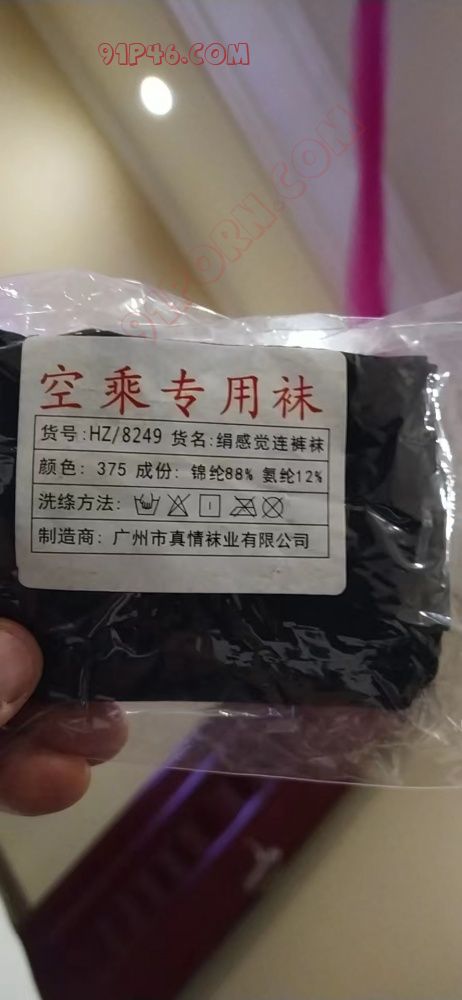 91P46.COM
91PORN.COM
空乘专用袜
货号:HZ/8249 货名:绢感觉连裤袜
颜色: 375 成份: 锦纶88% 氨纶12%
洗涤方法:
制造商: 广州市真情袜业有限公司